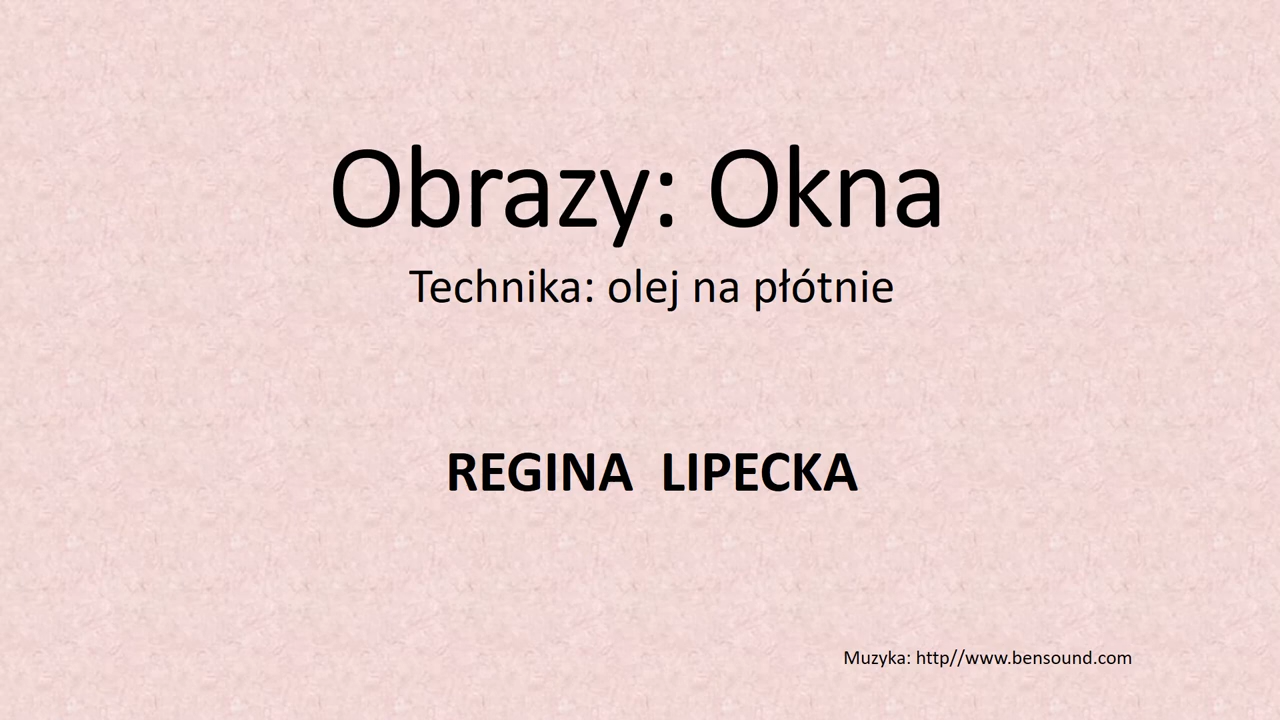 Obrazy: Okna
Technika: olej na płótnie
REGINA LIPECKA
Muzyka: http//www.bensound.com